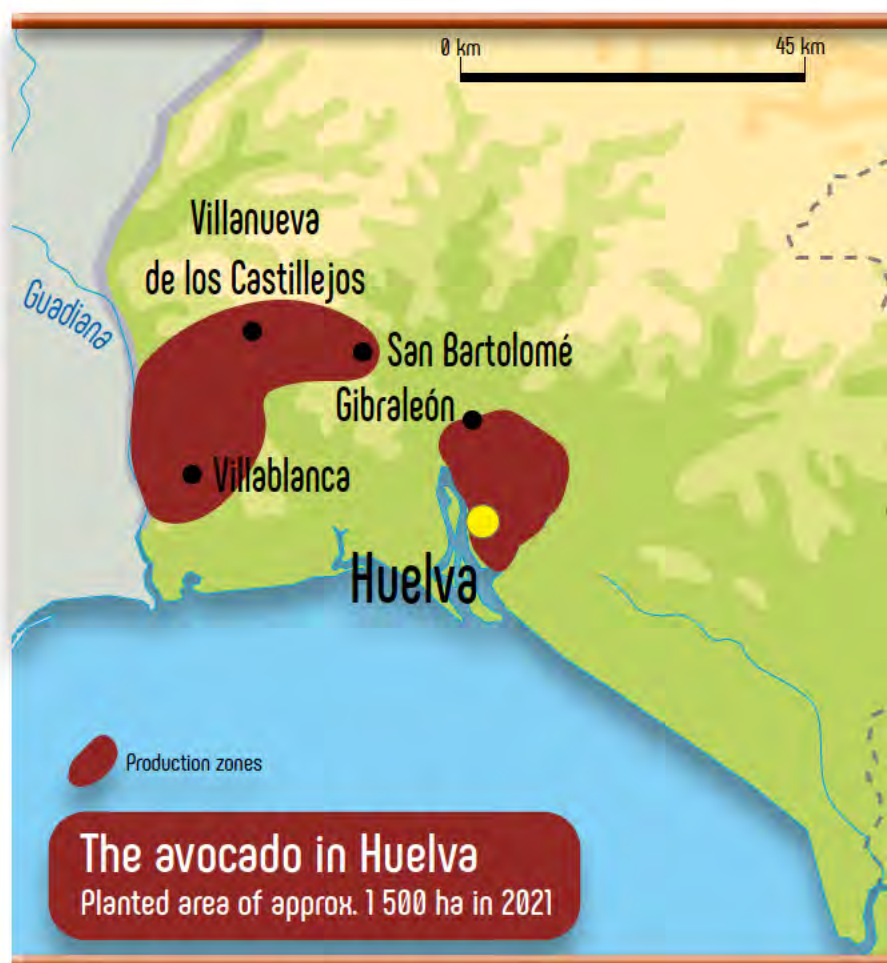 0 km
45 km
Villanueva
de los Castillejos
Guadiana
San Bartolomé
Gibraleón
Villablanca
Huelva
Production zones
The avocado in Huelva
Planted area of approx. 1 500 ha in 2021